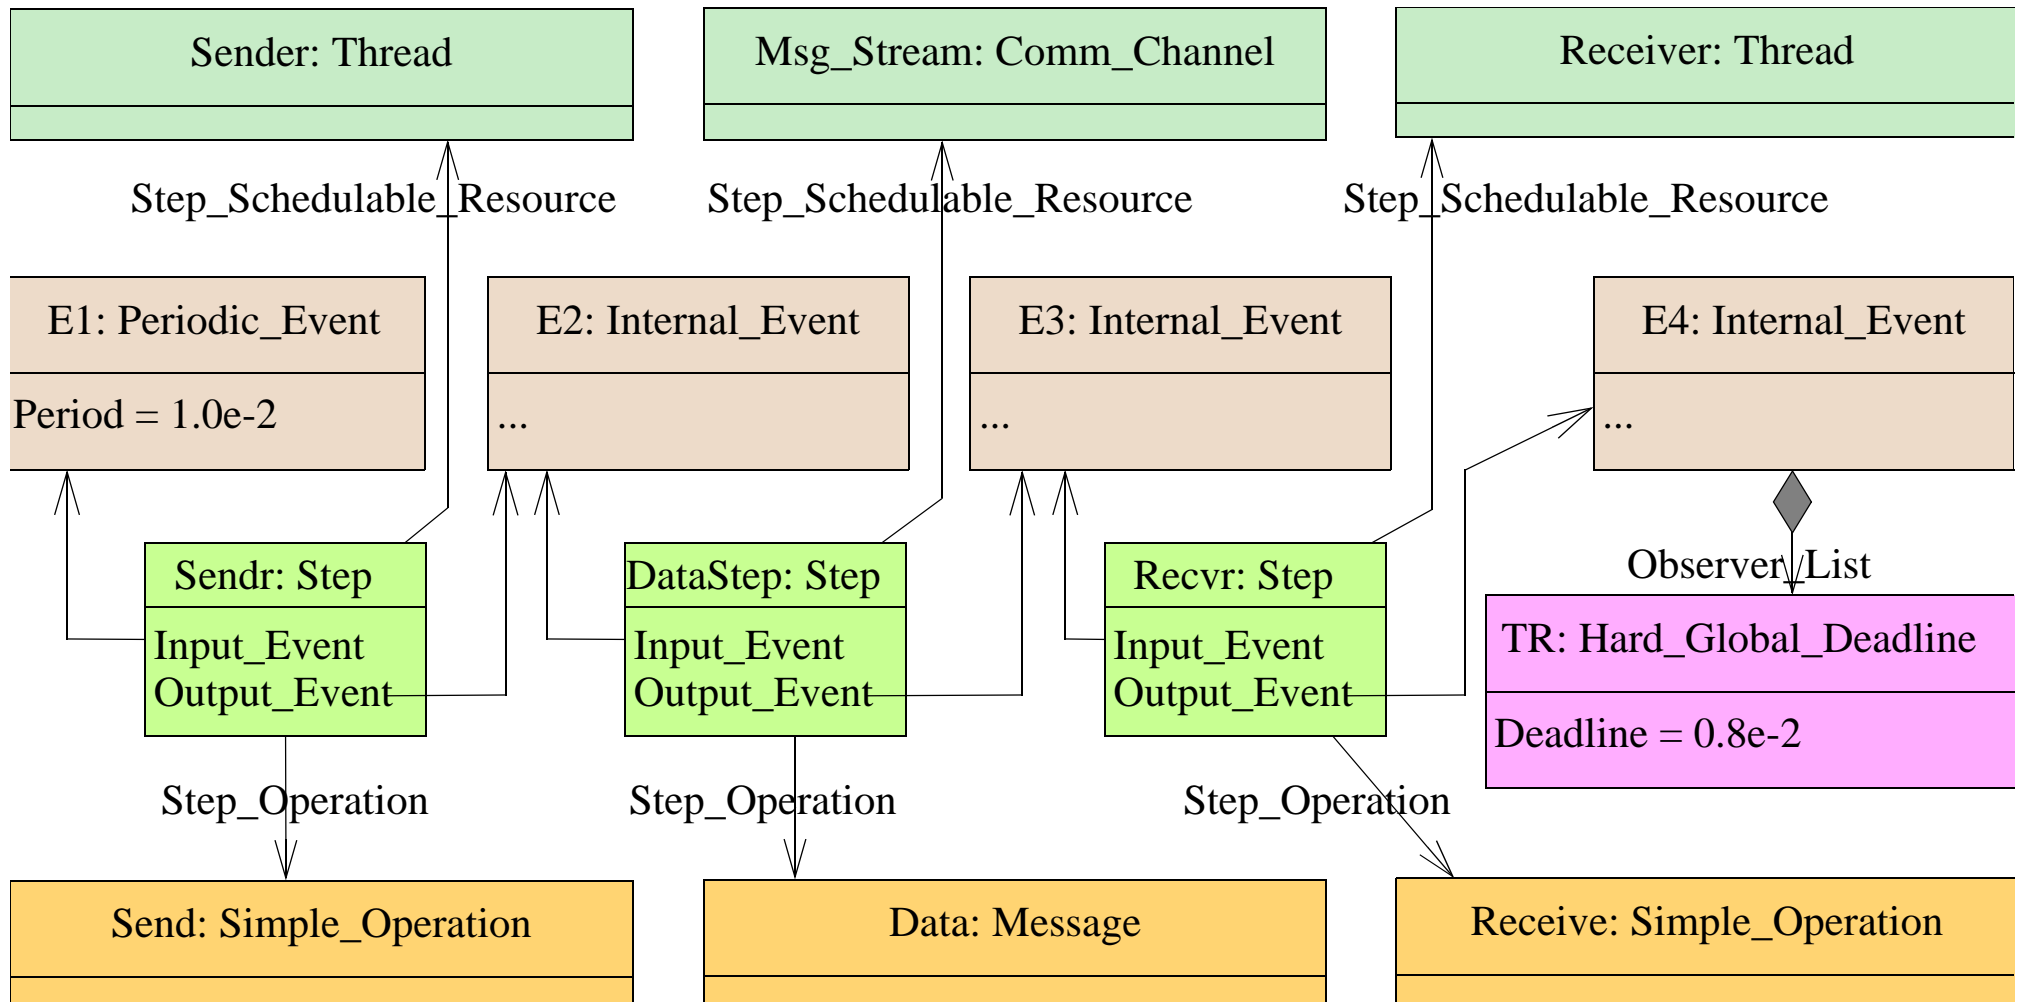 Sender: Thread
Msg_Stream: Comm_Channel
Receiver: Thread
Step_Schedulable_Resource
Step_Schedulable_Resource
Step_Schedulable_Resource
E1: Periodic_Event
Period = 1.0e-2
E2: Internal_Event
...
E3: Internal_Event
...
E4: Internal_Event
...
Sendr: Step
Input_Event
Output_Event
DataStep: Step
Input_Event
Output_Event
Recvr: Step
Input_Event
Output_Event
Observer_List
TR: Hard_Global_Deadline
Deadline = 0.8e-2
Step_Operation
Step_Operation
Step_Operation
Send: Simple_Operation
Data: Message
Receive: Simple_Operation